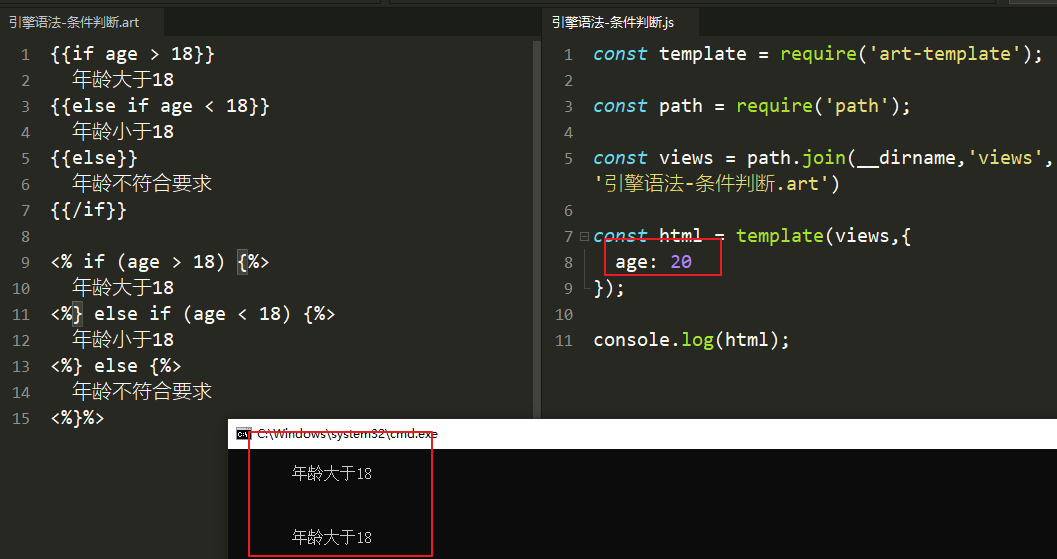 引擎语法-条件判断.art
1 {{if age > 18}}
2 年龄大于18
3 {{else if age < 18}}
4 年龄小于18
5 {{else}}
6 年龄不符合要求
7 {{/if}}
8
9 <% if (age > 18) {%>
10 年龄大于18
11 <%} else if (age < 18) {%>
12 年龄小于18
13 <%} else {%>
14 年龄不符合要求
15 <%}%>
引擎语法-条件判断.js
1 const template = require('art-template');
2
3 const path = require('path');
4
5 const views = path.join(__dirname,'views',
'引擎语法-条件判断.art')
6
7 const html = template(views,{
8 age: 20
9 });
10
11 console.log(html);
C:\Windows\system32\cmd.exe
年龄大于18
年龄大于18